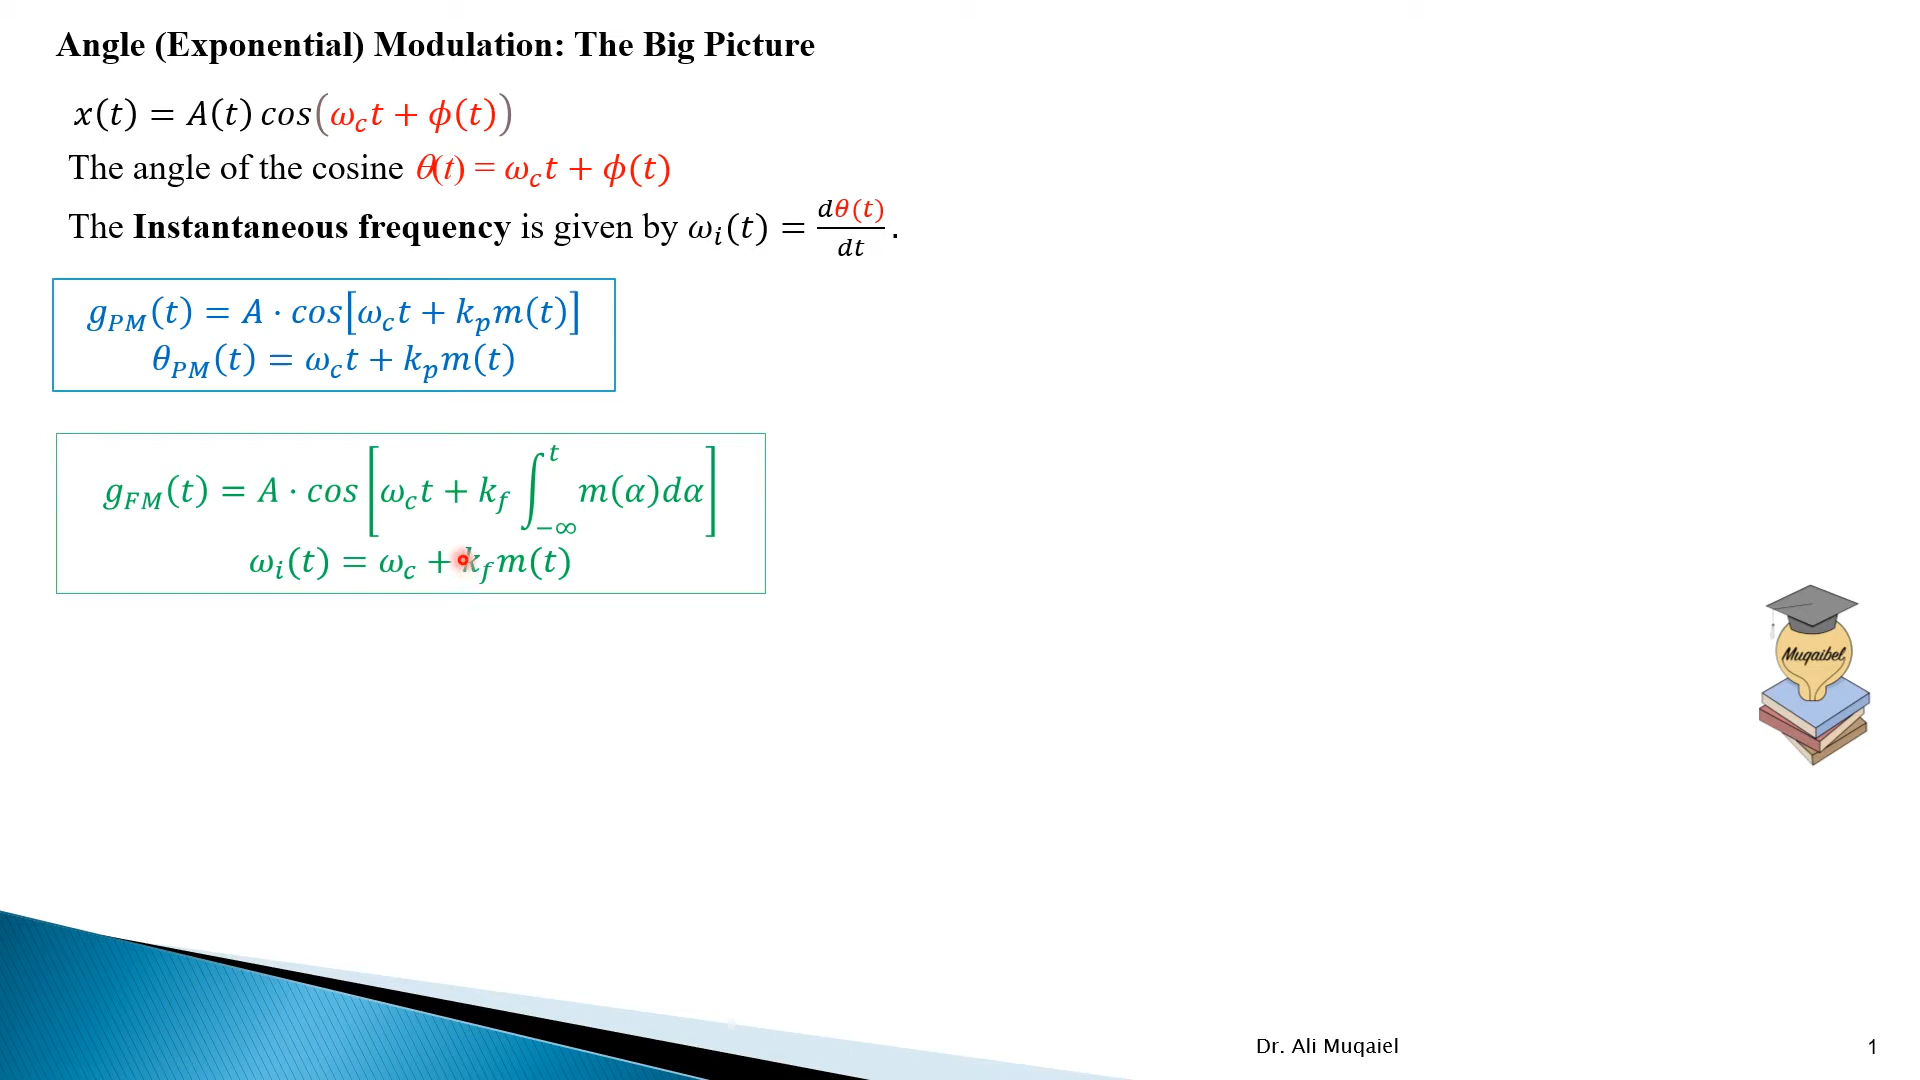 Angle (Exponential) Modulation: The Big Picture
x(t) = A(t) cos(ω_c t + ϕ(t))
The angle of the cosine θ(t) = ω_c t + ϕ(t)
The Instantaneous frequency is given by ω_i(t) = dθ(t)/dt .
g_PM(t) = A · cos[ω_c t + k_p m(t)]
θ_PM(t) = ω_c t + k_p m(t)
g_FM(t) = A · cos[ω_c t + k_f ∫_{-∞}^{t} m(α)dα]
ω_i(t) = ω_c + k_f m(t)
Muqaibel
Dr. Ali Muqaiel
1